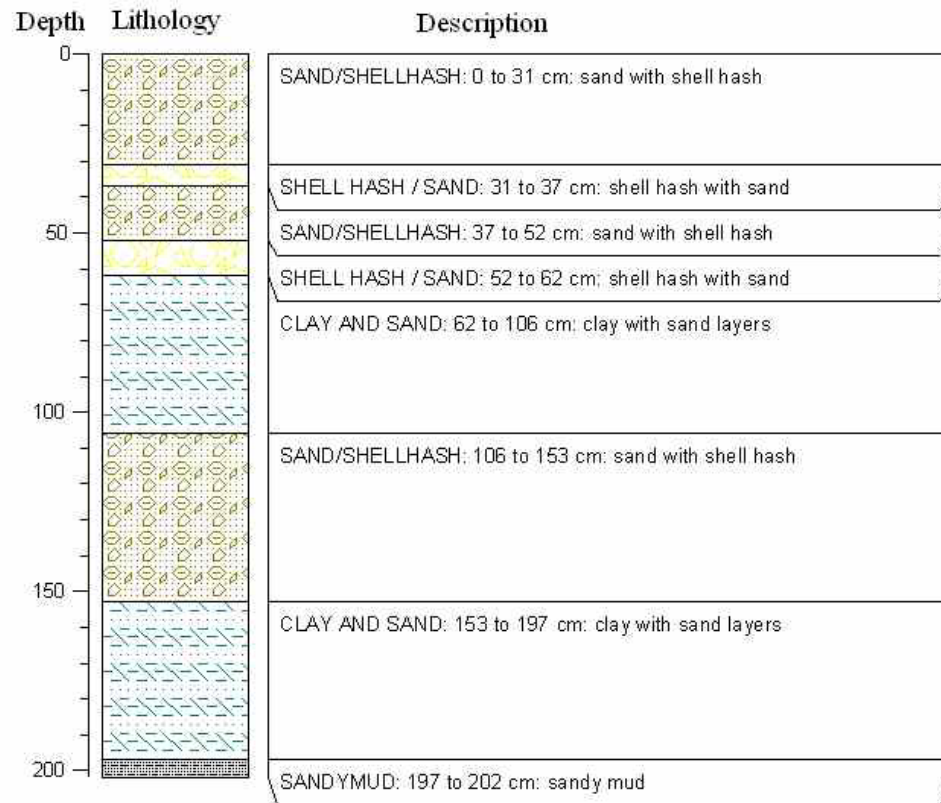 Depth Lithology Description
0
SAND/SHELLHASH: 0 to 31 cm: sand with shell hash
SHELL HASH / SAND: 31 to 37 cm: shell hash with sand
50
SAND/SHELLHASH: 37 to 52 cm: sand with shell hash
SHELL HASH / SAND: 52 to 62 cm: shell hash with sand
CLAY AND SAND: 62 to 106 cm: clay with sand layers
100
SAND/SHELLHASH: 106 to 153 cm: sand with shell hash
150
CLAY AND SAND: 153 to 197 cm: clay with sand layers
200
SANDYMUD: 197 to 202 cm: sandy mud